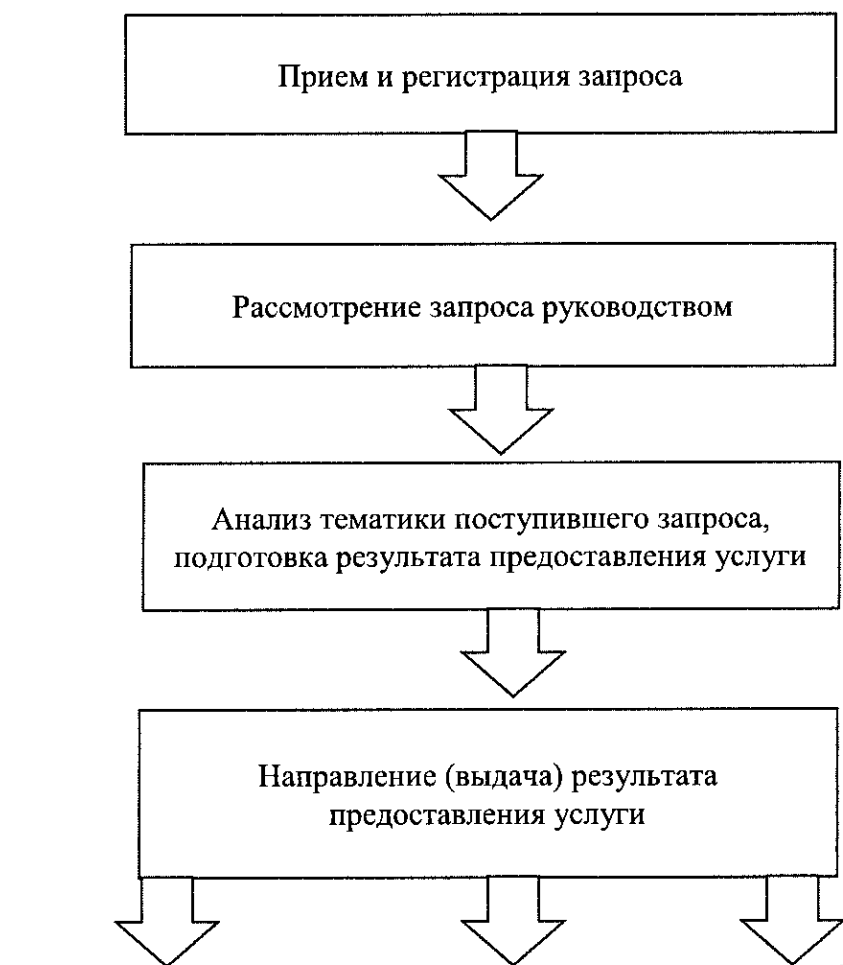 Прием и регистрация запроса
Рассмотрение запроса руководством
Анализ тематики поступившего запроса,
подготовка результата предоставления услуги
Направление (выдача) результата
предоставления услуги